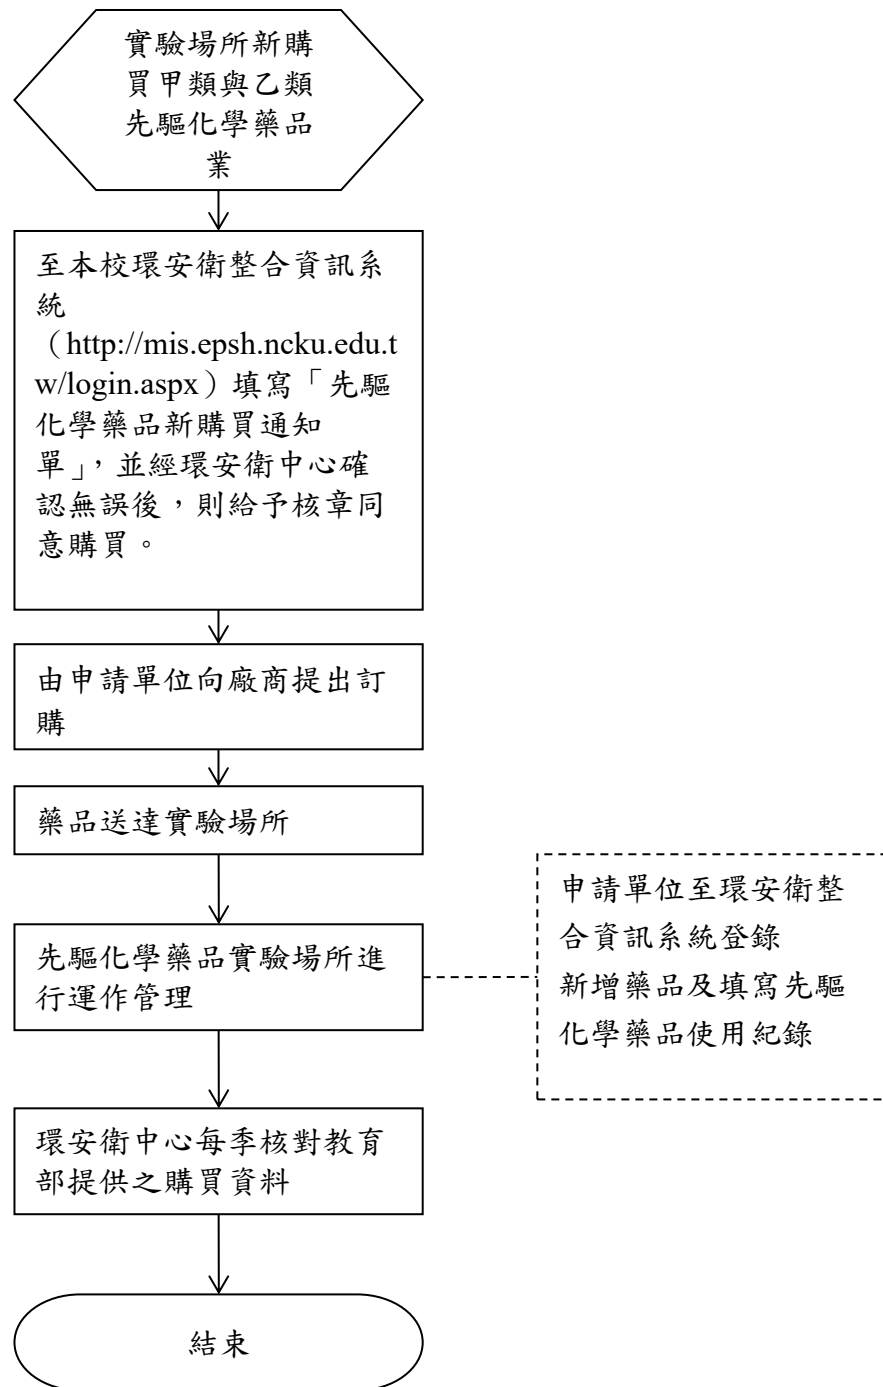 實驗場所新購
買甲類與乙類
先驅化學藥品
業
至本校環安衛整合資訊系
統
（http://mis.epsh.ncku.edu.t
w/login.aspx）填寫「先驅
化學藥品新購買通知
單」，並經環安衛中心確
認無誤後，則給予核章同
意購買。
由申請單位向廠商提出訂
購
藥品送達實驗場所
先驅化學藥品實驗場所進
行運作管理
申請單位至環安衛整
合資訊系統登錄
新增藥品及填寫先驅
化學藥品使用紀錄
環安衛中心每季核對教育
部提供之購買資料
結束